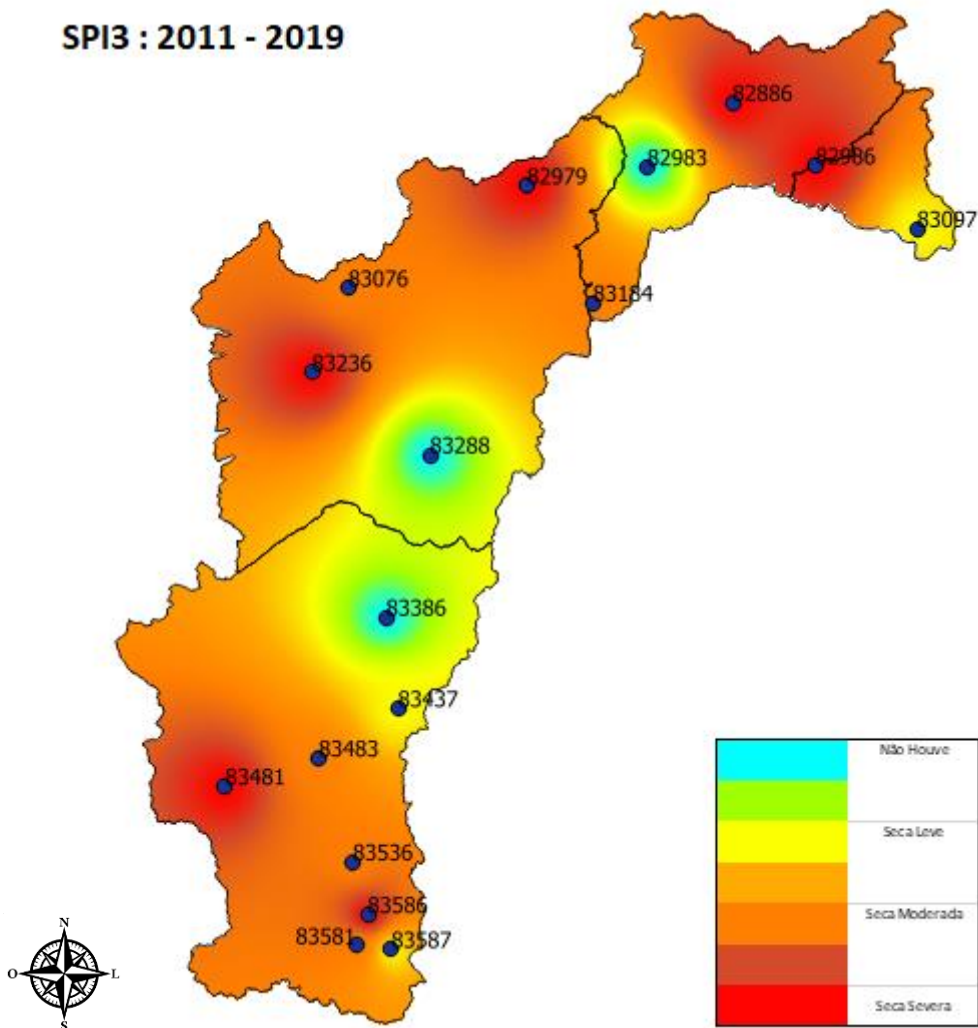 SPI3 : 2011 - 2019
82886
82983
82986
82979
83097
83076
83184
83236
83288
83386
83437
83483
83481
83536
83586
83581
83587
Não Houve
Seca Leve
Seca Moderada
Seca Severa
N
O
L
S